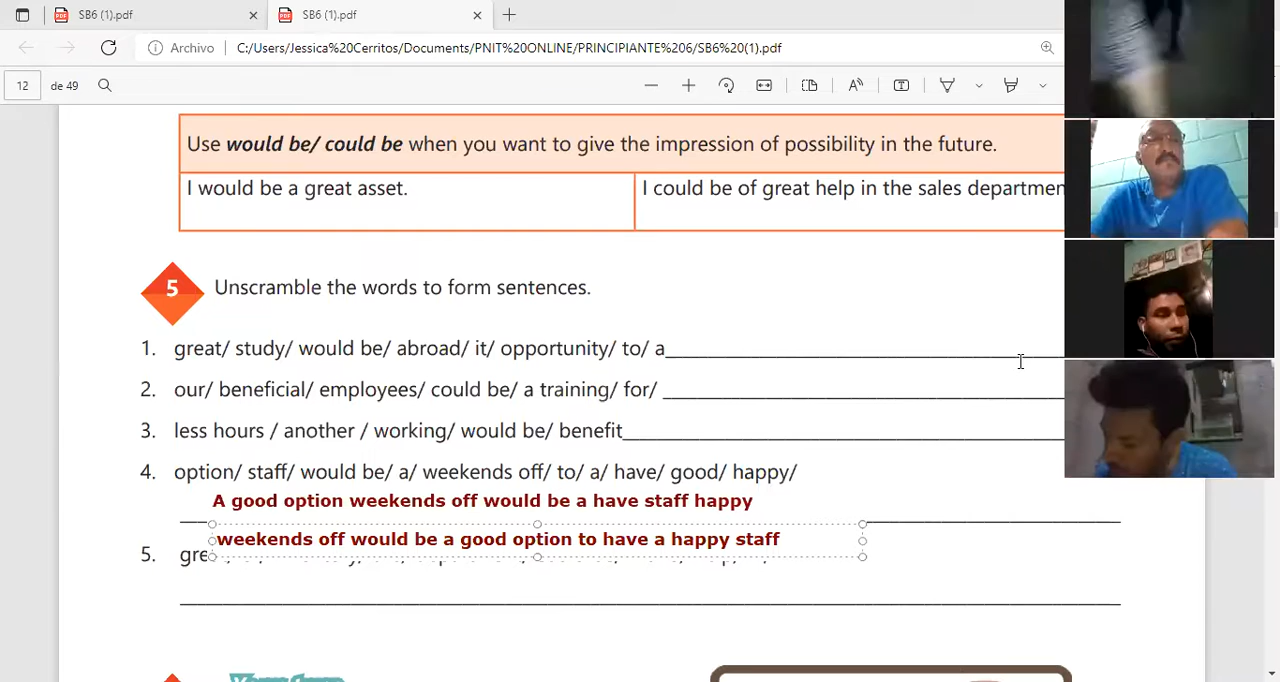 SB6 (1).pdf
SB6 (1).pdf
Archivo C:/Users/Jessica%20Cerritos/Documents/PNIT%20ONLINE/PRINCIPIANTE%206/SB6%20(1).pdf
12 de 49
Use would be/ could be when you want to give the impression of possibility in the future.
I would be a great asset.
I could be of great help in the sales
5 Unscramble the words to form sentences.
1. great/ study/ would be/ abroad/ it/ opportunity/ to/ a
2. our/ beneficial/ employees/ could be/ a training/ for/
3. less hours / another / working/ would be/ benefit
4. option/ staff/ would be/ a/ weekends off/ to/ a/ have/ good/ happy/
A good option weekends off would be a have staff happy
weekends off would be a good option to have a happy staff
5.